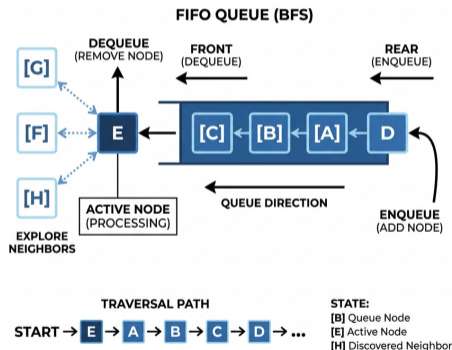 FIFO QUEUE (BFS)
DEQUEUE
(REMOVE NODE)
FRONT
(DEQUEUE)
REAR
(ENQUEUE)
[G]
[F]
[H]
E
[C]
[B]
[A]
D
EXPLORE
NEIGHBORS
ACTIVE NODE
(PROCESSING)
QUEUE DIRECTION
ENQUEUE
(ADD NODE)
TRAVERSAL PATH
START → E → A → B → C → D → ...
STATE:
[B] Queue Node
[E] Active Node
[H] Discovered Neighbor